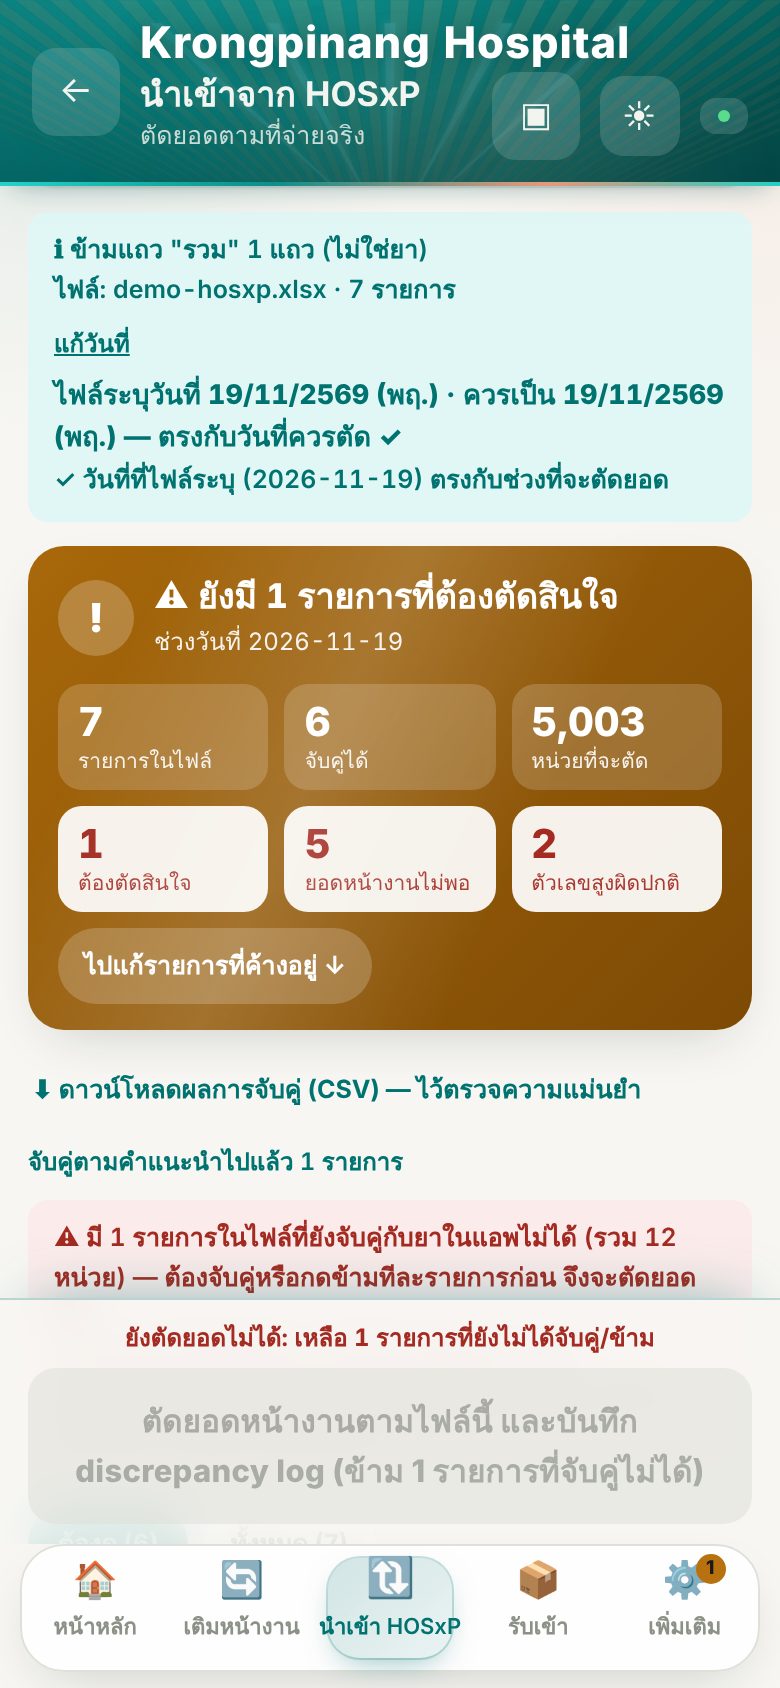 Krongpinang Hospital
นำเข้าจาก HOSxP
ตัดยอดตามที่จ่ายจริง
ℹ ข้ามแถว "รวม" 1 แถว (ไม่ใช่ยา)
ไฟล์: demo-hosxp.xlsx · 7 รายการ
แก้วันที่
ไฟล์ระบุวันที่ 19/11/2569 (พฤ.) · ควรเป็น 19/11/2569
(พฤ.) — ตรงกับวันที่ควรตัด ✓
✓ วันที่ที่ไฟล์ระบุ (2026-11-19) ตรงกับช่วงที่จะตัดยอด
! ⚠ ยังมี 1 รายการที่ต้องตัดสินใจ
ช่วงวันที่ 2026-11-19
7 6 5,003
รายการในไฟล์ จับคู่ได้ หน่วยที่จะตัด
1 5 2
ต้องตัดสินใจ ยอดหน้างานไม่พอ ตัวเลขสูงผิดปกติ
ไปแก้รายการที่ค้างอยู่ ↓
⬇ ดาวน์โหลดผลการจับคู่ (CSV) — ไว้ตรวจความแม่นยำ
จับคู่ตามคำแนะนำไปแล้ว 1 รายการ
⚠ มี 1 รายการในไฟล์ที่ยังจับคู่กับยาในแอพไม่ได้ (รวม 12
หน่วย) — ต้องจับคู่หรือกดข้ามทีละรายการก่อน จึงจะตัดยอด
ยังตัดยอดไม่ได้: เหลือ 1 รายการที่ยังไม่ได้จับคู่/ข้าม
ตัดยอดหน้างานตามไฟล์นี้ และบันทึก
discrepancy log (ข้าม 1 รายการที่จับคู่ไม่ได้)
ทั้งหมด (7)
1
หน้าหลัก เติมหน้างาน นำเข้า HOSxP รับเข้า เพิ่มเติม